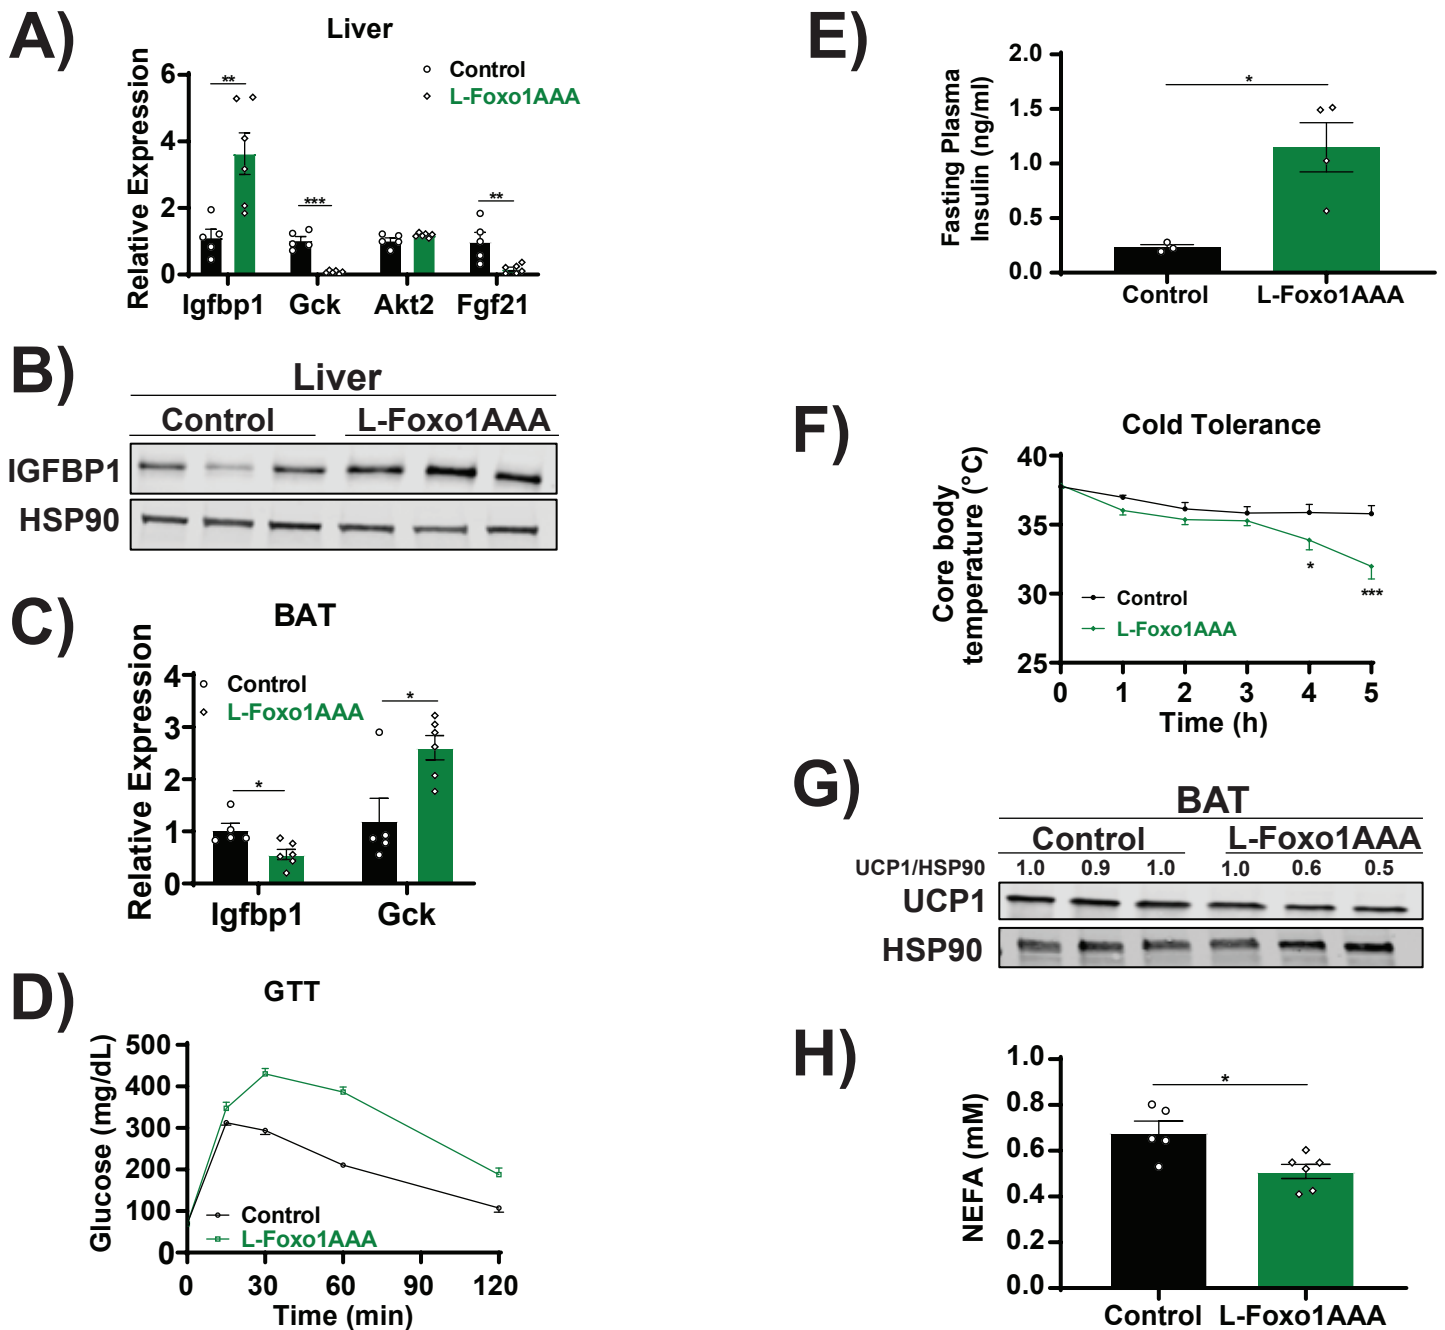 A)
Liver
Control
L-Foxo1AAA
Relative Expression
6
4
2
0
**
***
**
Igfbp1 Gck Akt2 Fgf21
B)
Liver
Control L-Foxo1AAA
IGFBP1
HSP90
C)
BAT
Control
L-Foxo1AAA
Relative Expression
4
3
2
1
0
*
*
Igfbp1 Gck
D)
GTT
Glucose (mg/dL)
500
400
300
200
100
0
Control
L-Foxo1AAA
0 30 60 90 120
Time (min)
E)
Fasting Plasma
Insulin (ng/ml)
2.0
1.5
1.0
0.5
0.0
*
Control L-Foxo1AAA
F)
Cold Tolerance
Core body
temperature (°C)
40
35
30
25
*
***
Control
L-Foxo1AAA
0 1 2 3 4 5
Time (h)
G)
BAT
Control L-Foxo1AAA
UCP1/HSP90 1.0 0.9 1.0 1.0 0.6 0.5
UCP1
HSP90
H)
NEFA (mM)
1.0
0.8
0.6
0.4
0.2
0.0
*
Control L-Foxo1AAA